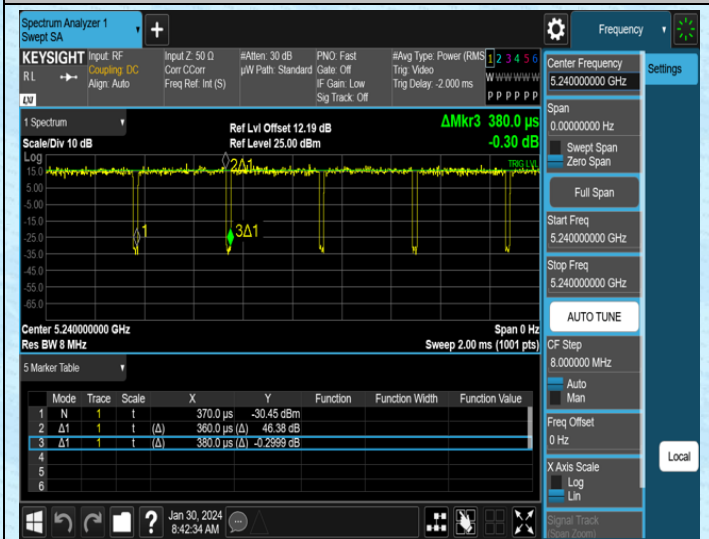 Spectrum Analyzer 1
Swept SA
Frequency
KEYSIGHT
Input: RF
Coupling: DC
Align: Auto
Input Z: 50 Ω
Corr CCorr
Freq Ref: Int (S)
#Atten: 30 dB
µW Path: Standard
PNO: Fast
Gate: Off
IF Gain: Low
Sig Track: Off
#Avg Type: Power (RMS
Trig: Video
Trig Delay: -2.000 ms
1 2 3 4 5 6
W W W W W W
P P P P P P
RL
LXI
Center Frequency
5.240000000 GHz
Settings
Span
0.00000000 Hz
Swept Span
Zero Span
Full Span
Start Freq
5.240000000 GHz
Stop Freq
5.240000000 GHz
AUTO TUNE
CF Step
8.000000 MHz
Auto
Man
Freq Offset
0 Hz
X Axis Scale
Log
Lin
Signal Track
(Span Zoom)
Local
1 Spectrum
Scale/Div 10 dB
Ref Lvl Offset 12.19 dB
Ref Level 25.00 dBm
ΔMkr3 380.0 µs
-0.30 dB
Log
TRIG LVL
15.0
5.00
-5.00
-15.0
-25.0
-35.0
-45.0
-55.0
-65.0
2Δ1
1
3Δ1
Center 5.240000000 GHz
Span 0 Hz
Res BW 8 MHz
Sweep 2.00 ms (1001 pts)
5 Marker Table
Mode Trace Scale X Y Function Function Width Function Value
1 N 1 t 370.0 µs -30.45 dBm
2 Δ1 1 t (Δ) 360.0 µs (Δ) 46.38 dB
3 Δ1 1 t (Δ) 380.0 µs (Δ) -0.2999 dB
4
5
6
?
Jan 30, 2024
8:42:34 AM